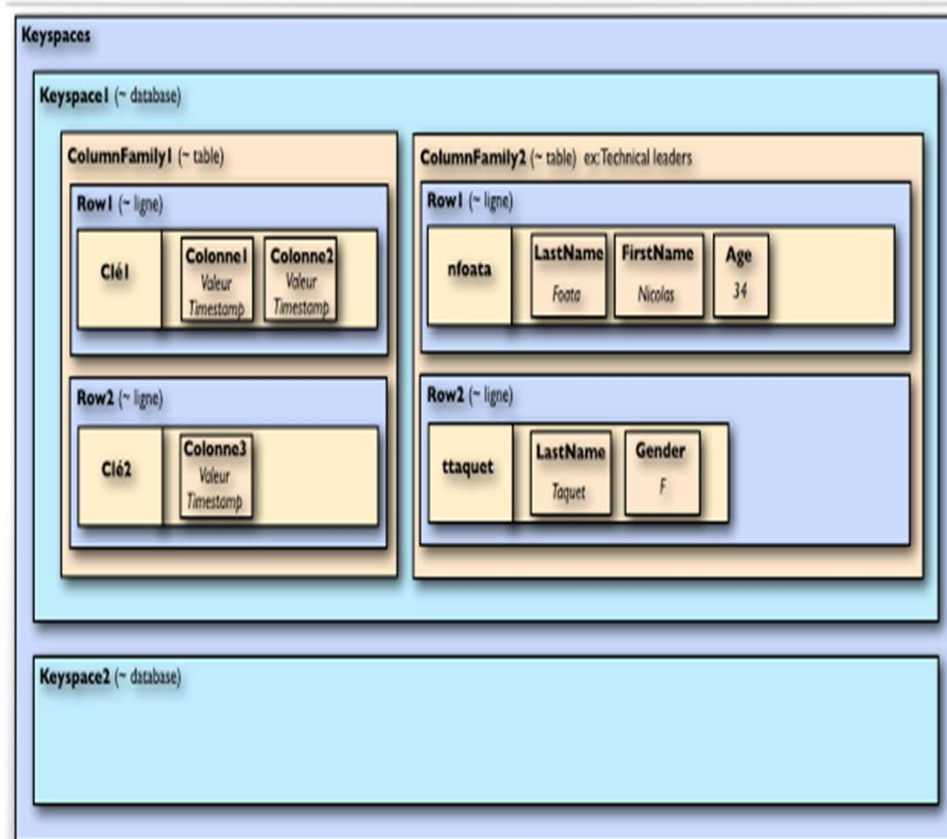 Keyspaces
Keyspace1 (~ database)
ColumnFamily1 (~ table)
Row1 (~ ligne)
Clé1
Colonne1
Valeur
Timestamp
Colonne2
Valeur
Timestamp
Row2 (~ ligne)
Clé2
Colonne3
Valeur
Timestamp
ColumnFamily2 (~ table) ex: Technical leaders
Row1 (~ ligne)
nfoata
LastName
Foata
FirstName
Nicolas
Age
34
Row2 (~ ligne)
ttaquet
LastName
Taquet
Gender
F
Keyspace2 (~ database)